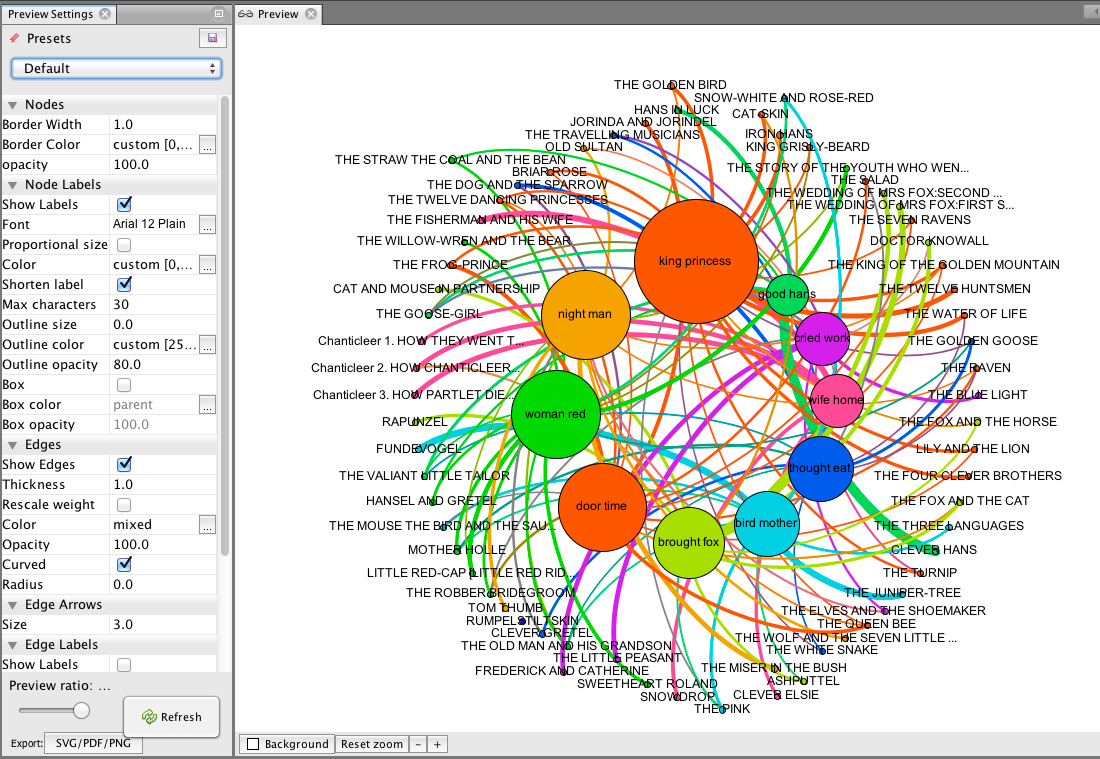 Preview Settings
Presets
Default
Nodes
Border Width 1.0
Border Color custom [0,...
opacity 100.0
Node Labels
Show Labels
Font Arial 12 Plain
Proportional size
Color custom [0,...
Shorten label
Max characters 30
Outline size 0.0
Outline color custom [25...
Outline opacity 80.0
Box
Box color parent
Box opacity 100.0
Edges
Show Edges
Thickness 1.0
Rescale weight
Color mixed
Opacity 100.0
Curved
Radius 0.0
Edge Arrows
Size 3.0
Edge Labels
Show Labels
Preview ratio: ...
Refresh
Export: SVG/PDF/PNG
Preview
THE GOLDEN BIRD
SNOW-WHITE AND ROSE-RED
HANS IN LUCK
CAT-SKIN
JORINDA AND JORINDEL
THE TRAVELLING MUSICIANS
IRON HANS
OLD SULTAN
KING GRISLY-BEARD
THE STRAW THE COAL AND THE BEAN
THE STORY OF THE YOUTH WHO WEN...
BRIAR ROSE
THE SALAD
THE DOG AND THE SPARROW
THE WEDDING OF MRS FOX:SECOND ...
THE TWELVE DANCING PRINCESSES
THE WEDDING OF MRS FOX:FIRST S...
THE FISHERMAN AND HIS WIFE
THE SEVEN RAVENS
THE WILLOW-WREN AND THE BEAR
DOCTOR KNOWALL
king princess
THE FROG-PRINCE
THE KING OF THE GOLDEN MOUNTAIN
CAT AND MOUSE IN PARTNERSHIP
THE TWELVE HUNTSMEN
good hans
THE GOOSE-GIRL
night man
THE WATER OF LIFE
Chanticleer 1. HOW THEY WENT T...
cried work
THE GOLDEN GOOSE
Chanticleer 2. HOW CHANTICLEER...
THE RAVEN
Chanticleer 3. HOW PARTLET DIE...
wife home
THE BLUE LIGHT
RAPUNZEL
woman red
THE FOX AND THE HORSE
FUNDEVOGEL
LILY AND THE LION
THE VALIANT LITTLE TAILOR
thought eat
THE FOUR CLEVER BROTHERS
HANSEL AND GRETEL
door time
THE FOX AND THE CAT
THE MOUSE THE BIRD AND THE SAU...
bird mother
THE THREE LANGUAGES
MOTHER HOLLE
brought fox
CLEVER HANS
LITTLE RED-CAP [LITTLE RED RID...
THE TURNIP
THE ROBBER BRIDEGROOM
THE JUNIPER-TREE
TOM THUMB
THE ELVES AND THE SHOEMAKER
RUMPELSTILTSKIN
THE QUEEN BEE
CLEVER GRETEL
THE WOLF AND THE SEVEN LITTLE ...
THE OLD MAN AND HIS GRANDSON
THE WHITE SNAKE
THE LITTLE PEASANT
THE MISER IN THE BUSH
FREDERICK AND CATHERINE
ASHPUTTEL
SWEETHEART ROLAND
CLEVER ELSIE
SNOWDROP
THE PINK
Background
Reset zoom
-
+